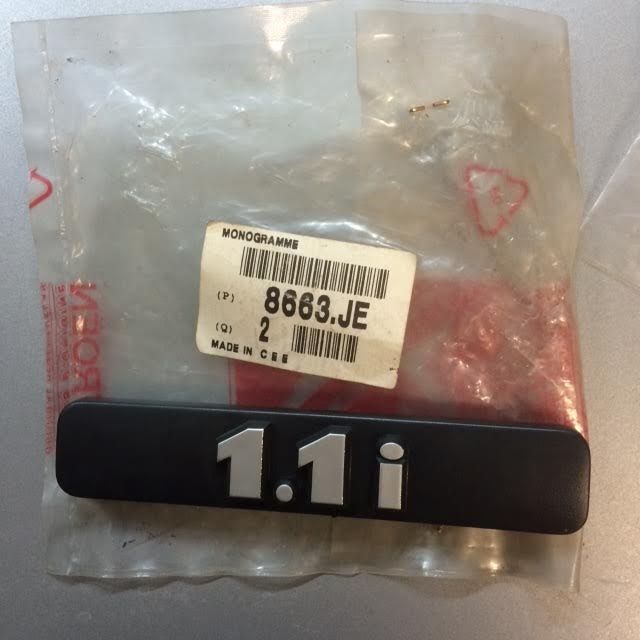 MONOGRAMME
(P) 8663.JE
(Q) 2
MADE IN CEE
1.1i